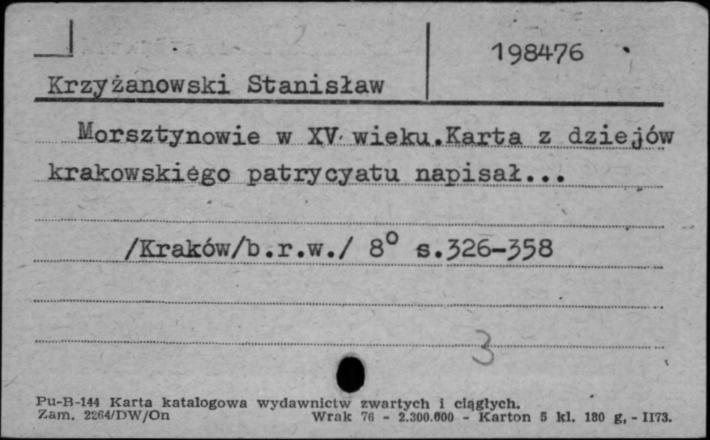 198476
Krzyżanowski Stanisław
Morsztynowie w XV wieku.Karta z dziejów
krakowskiego patrycyatu napisał...
/Kraków/b.r.w./ 8° s.326-358
3
Pu-B-144 Karta katalogowa wydawnictw zwartych i ciągłych.
Zam. 2264/DW/On Wrak 76 - 2.300.000 - Karton 5 kl. 180 g, - II73.